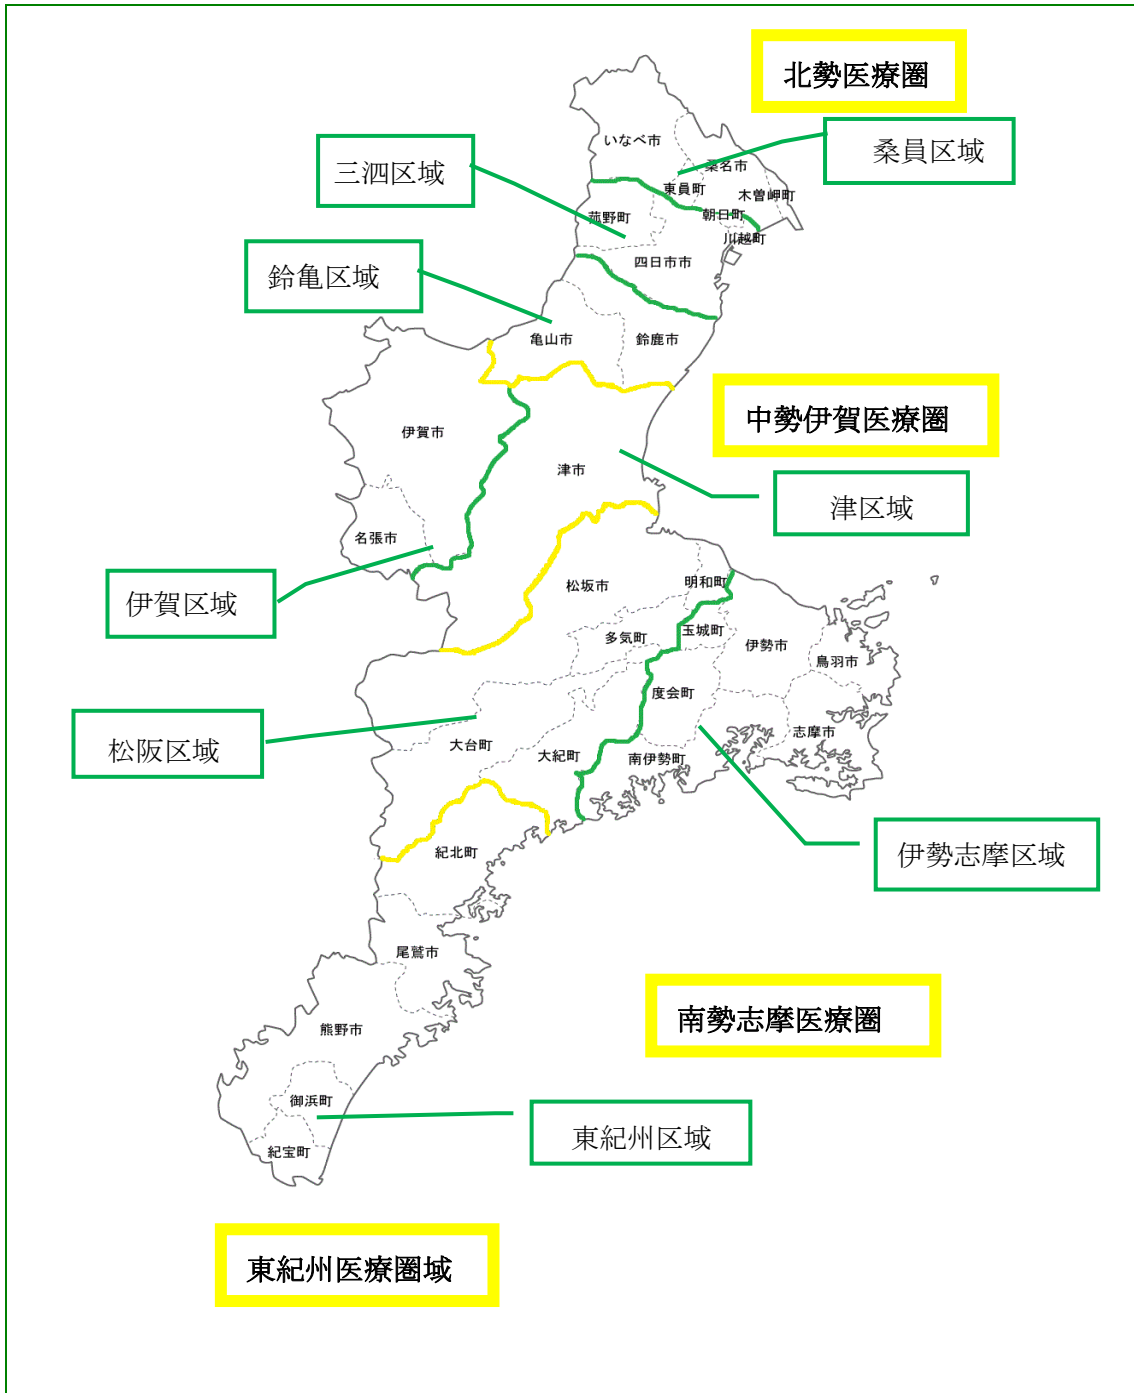 北勢医療圏
桑員区域
三泗区域
いなべ市
桑名市
東員町
木曽岬町
菰野町
朝日町
川越町
四日市市
鈴亀区域
亀山市
鈴鹿市
中勢伊賀医療圏
伊賀市
津市
津区域
名張市
伊賀区域
松坂市
明和町
多気町
玉城町
伊勢市
鳥羽市
度会町
志摩市
松阪区域
大台町
大紀町
南伊勢町
伊勢志摩区域
紀北町
尾鷲市
南勢志摩医療圏
熊野市
御浜町
東紀州区域
紀宝町
東紀州医療圏域